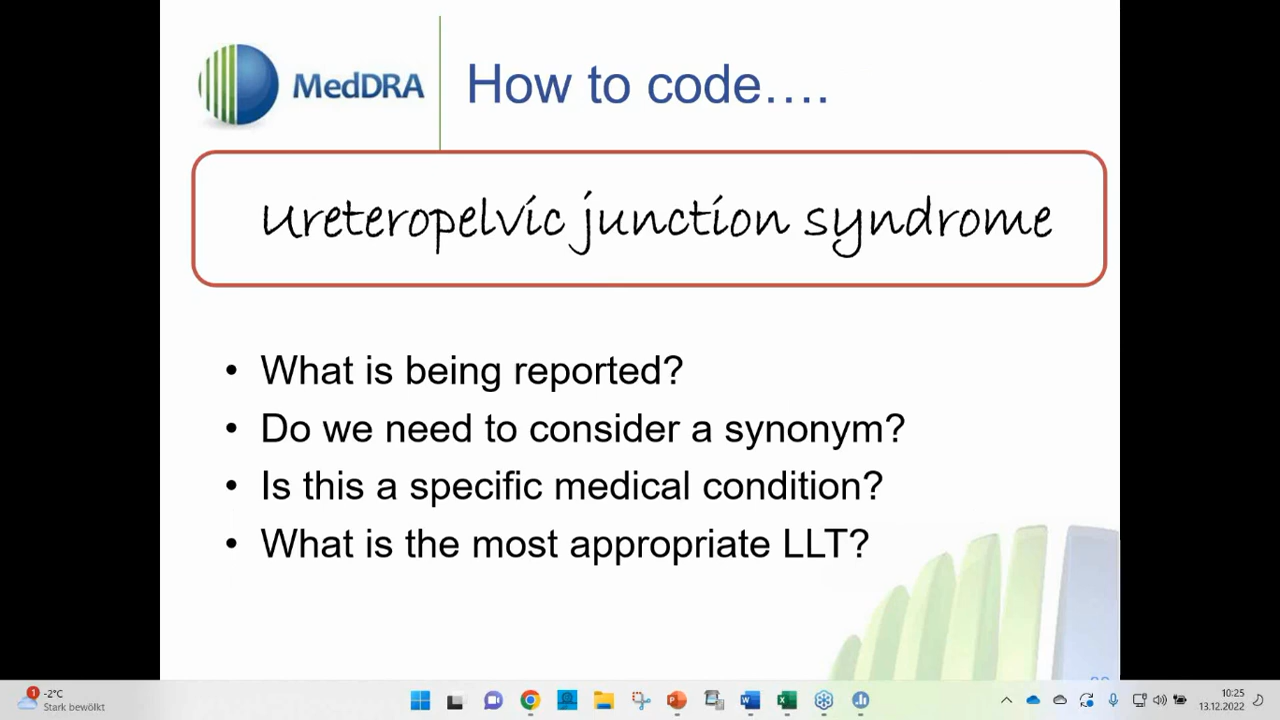 MedDRA
How to code….
Ureteropelvic junction syndrome
• What is being reported?
• Do we need to consider a synonym?
• Is this a specific medical condition?
• What is the most appropriate LLT?
1
-2°C
Stark bewölkt
10:25
13.12.2022